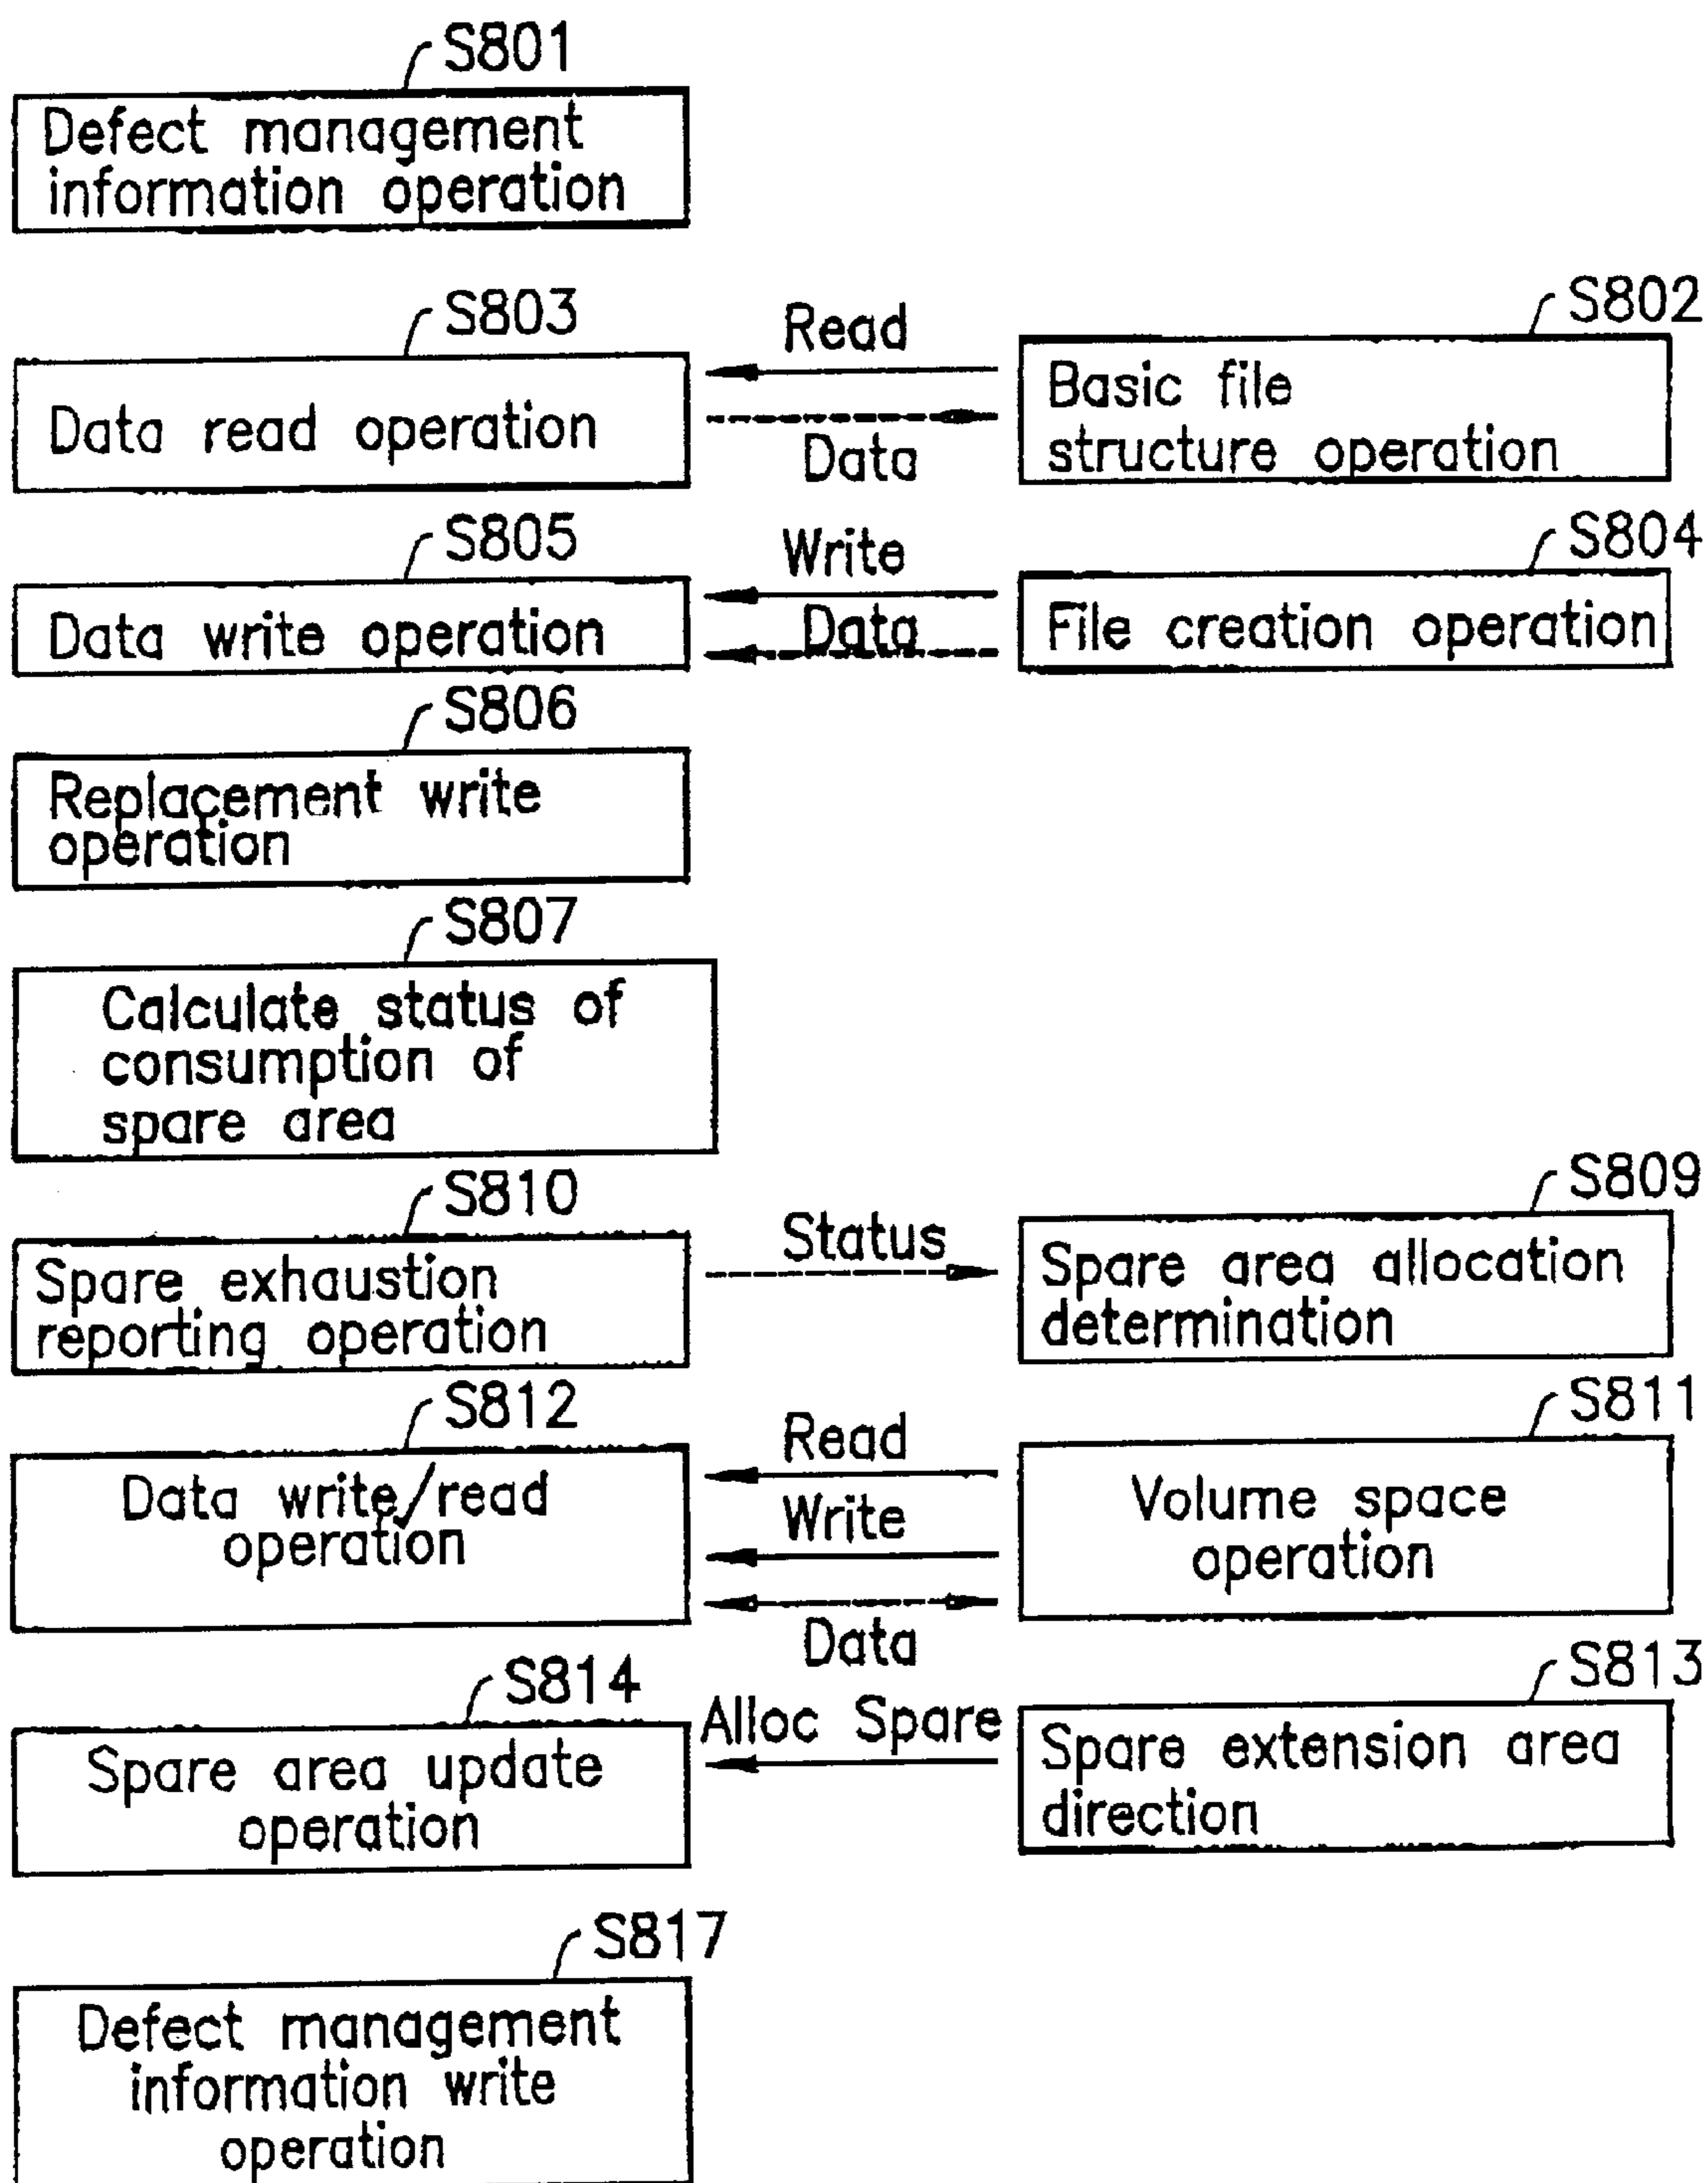 S801
Defect management
information operation
S803
Data read operation
Read
Data
S802
Basic file
structure operation
S805
Data write operation
Write
Data
S804
File creation operation
S806
Replacement write
operation
S807
Calculate status of
consumption of
spare area
S810
Spare exhaustion
reporting operation
Status
S809
Spare area allocation
determination
S812
Data write/read
operation
Read
Write
Data
S811
Volume space
operation
S814
Spare area update
operation
Alloc Spare
S813
Spare extension area
direction
S817
Defect management
information write
operation